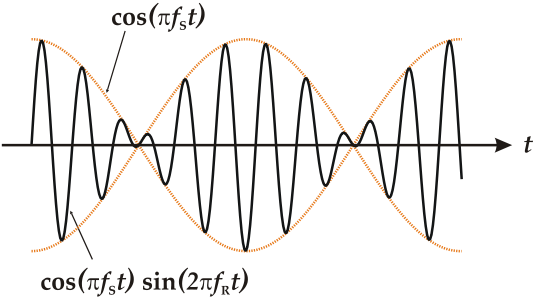 cos(πfₛt)
t
cos(πfₛt) sin(2πfRt)